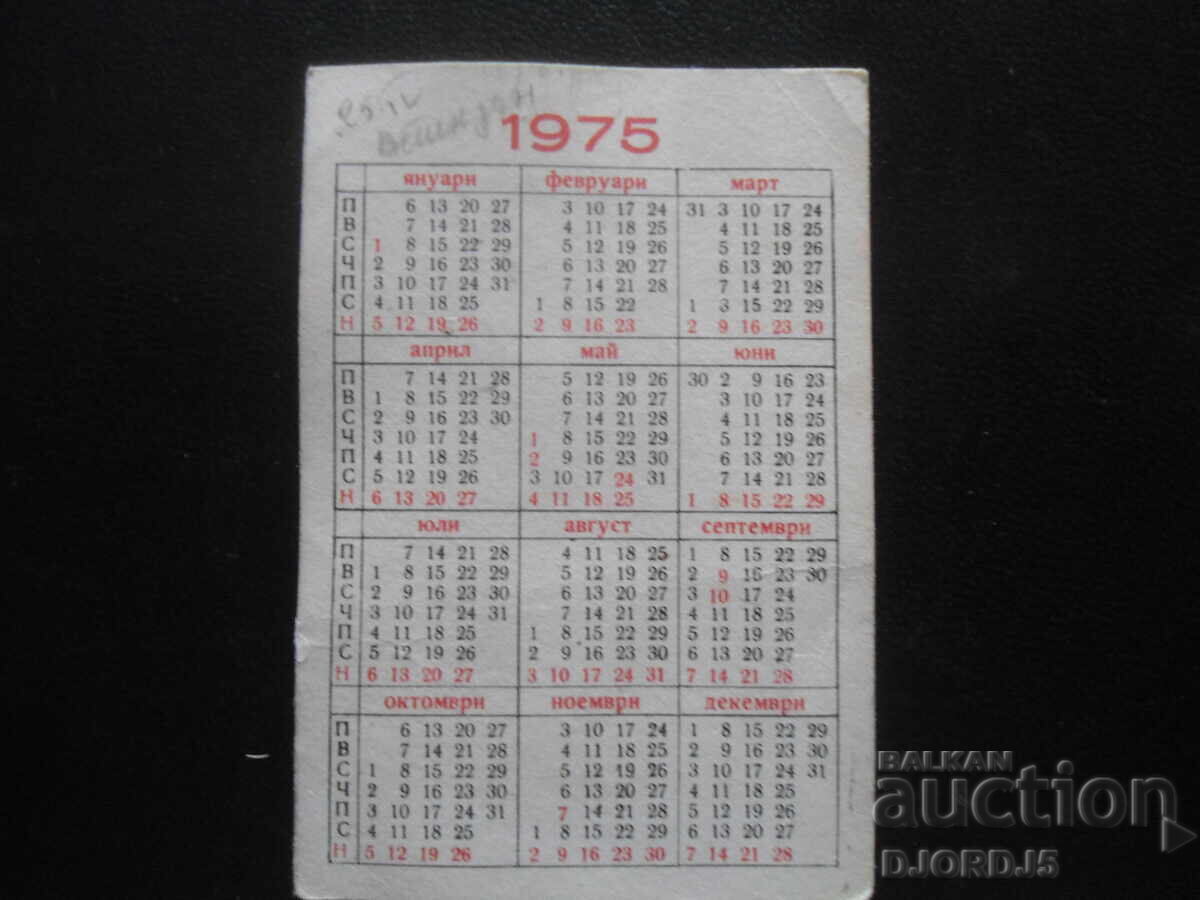 1975
януари февруари март
П 6 13 20 27 3 10 17 24 31 3 10 17 24
В 7 14 21 28 4 11 18 25 4 11 18 25
С 1 8 15 22 29 5 12 19 26 5 12 19 26
Ч 2 9 16 23 30 6 13 20 27 6 13 20 27
П 3 10 17 24 31 7 14 21 28 7 14 21 28
С 4 11 18 25 1 8 15 22 1 3 15 22 29
Н 5 12 19 26 2 9 16 23 2 9 16 23 30
април май юни
П 7 14 21 28 5 12 19 26 30 2 9 16 23
В 1 8 15 22 29 6 13 20 27 3 10 17 24
С 2 9 16 23 30 7 14 21 28 4 11 18 25
Ч 3 10 17 24 1 8 15 22 29 5 12 19 26
П 4 11 18 25 2 9 16 23 30 6 13 20 27
С 5 12 19 26 3 10 17 24 31 7 14 21 28
Н 6 13 20 27 4 11 18 25 1 8 15 22 29
юли август септември
П 7 14 21 28 4 11 18 25 1 8 15 22 29
В 1 8 15 22 29 5 12 19 26 2 9 16 23 30
С 2 9 16 23 30 6 13 20 27 3 10 17 24
Ч 3 10 17 24 31 7 14 21 28 4 11 18 25
П 4 11 18 25 1 8 15 22 29 5 12 19 26
С 5 12 19 26 2 9 16 23 30 6 13 20 27
Н 6 13 20 27 3 10 17 24 31 7 14 21 28
октомври ноември декември
П 6 13 20 27 3 10 17 24 1 8 15 22 29
В 7 14 21 28 4 11 18 25 2 9 16 23 30
С 1 8 15 22 29 5 12 19 26 3 10 17 24 31
Ч 2 9 16 23 30 6 13 20 27 4 11 18 25
П 3 10 17 24 31 7 14 21 28 5 12 19 26
С 4 11 18 25 1 8 15 22 29 6 13 20 27
Н 5 12 19 26 2 9 16 23 30 7 14 21 28
BALKAN
auction
DJORDJ5